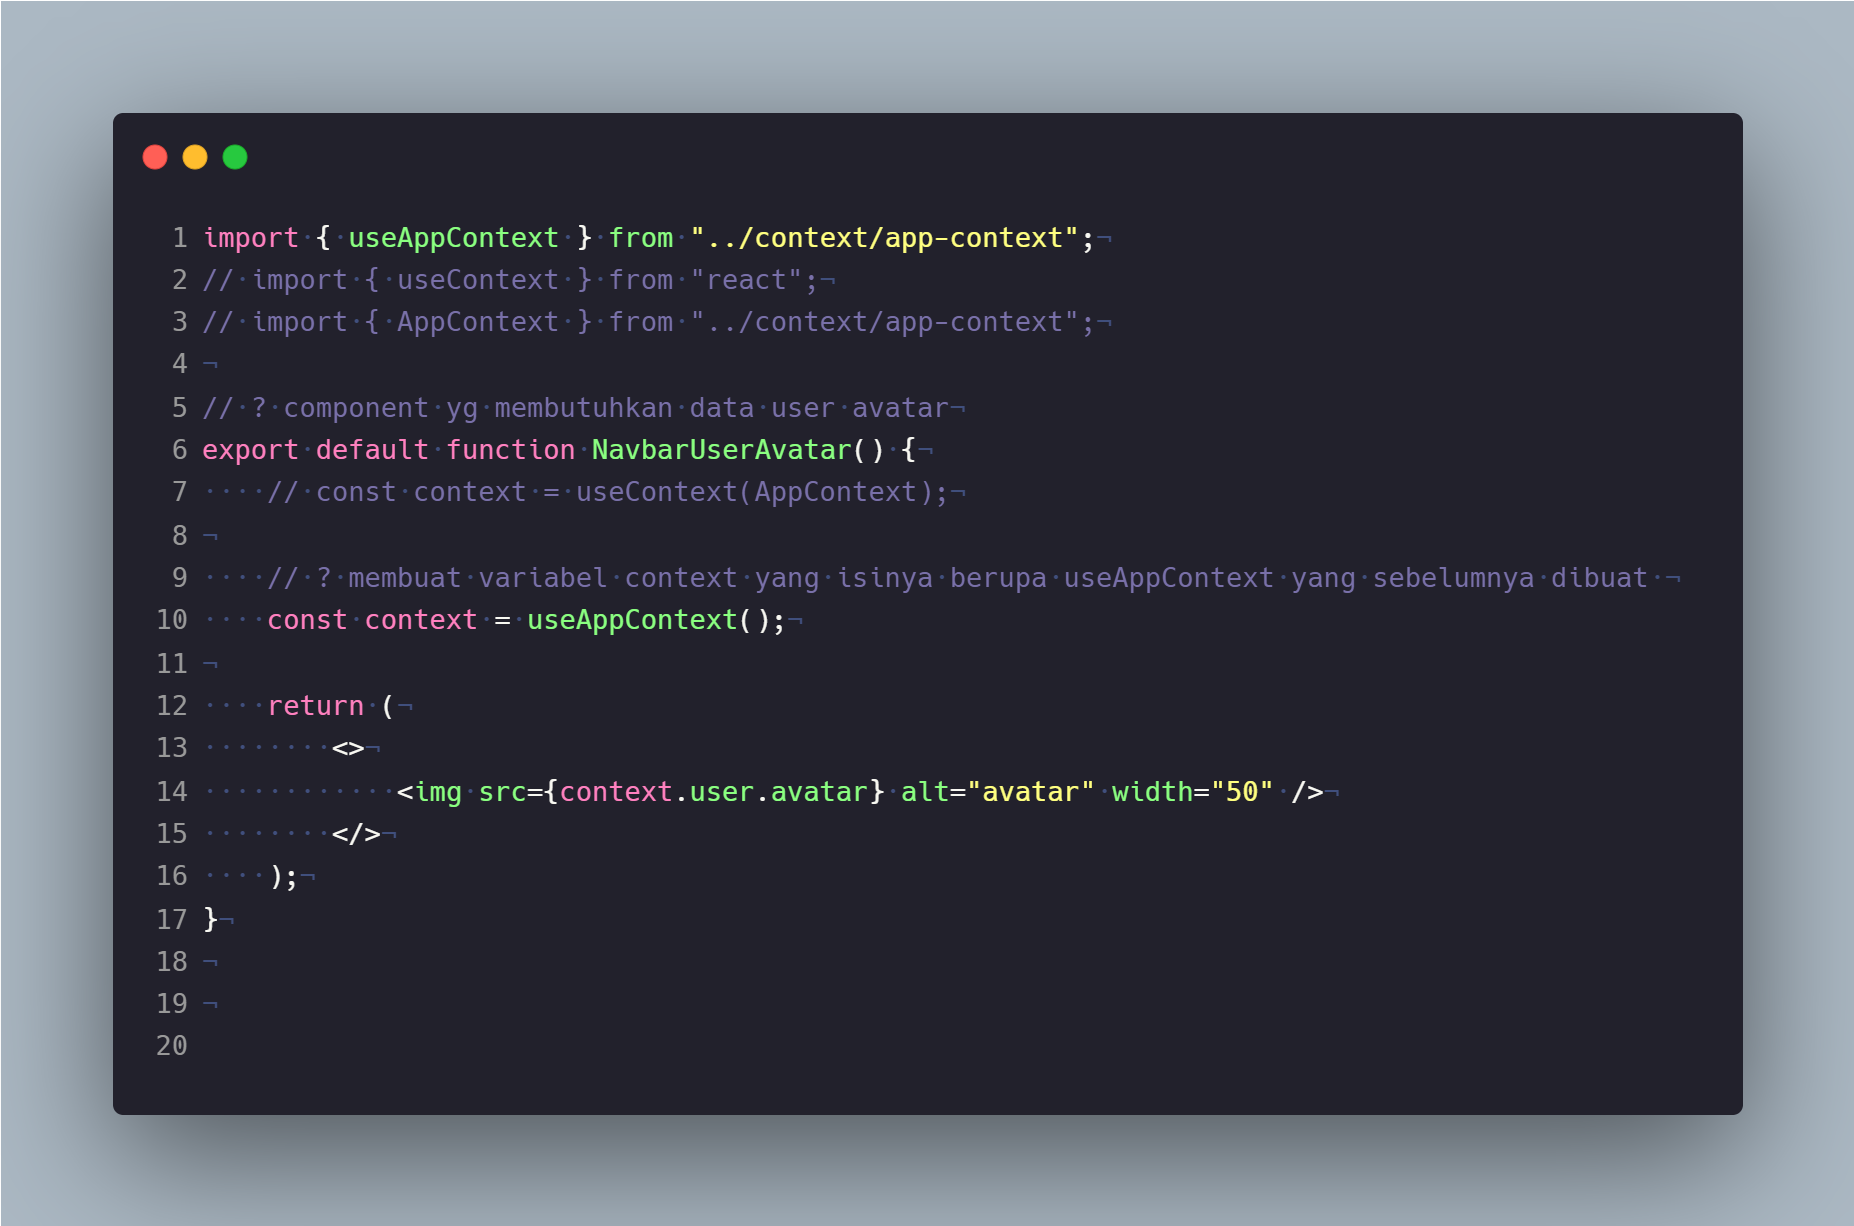 1 import { useAppContext } from "../context/app-context";¬
2 // import { useContext } from "react";¬
3 // import { AppContext } from "../context/app-context";¬
4 ¬
5 // ? component yg membutuhkan data user avatar¬
6 export default function NavbarUserAvatar() {¬
7 ····// const context = useContext(AppContext);¬
8 ¬
9 ····// ? membuat variabel context yang isinya berupa useAppContext yang sebelumnya dibuat ·¬
10 ····const context = useAppContext();¬
11 ¬
12 ····return (¬
13 ········<>¬
14 ············<img src={context.user.avatar} alt="avatar" width="50" />¬
15 ········</>¬
16 ····);¬
17 }¬
18 ¬
19 ¬
20